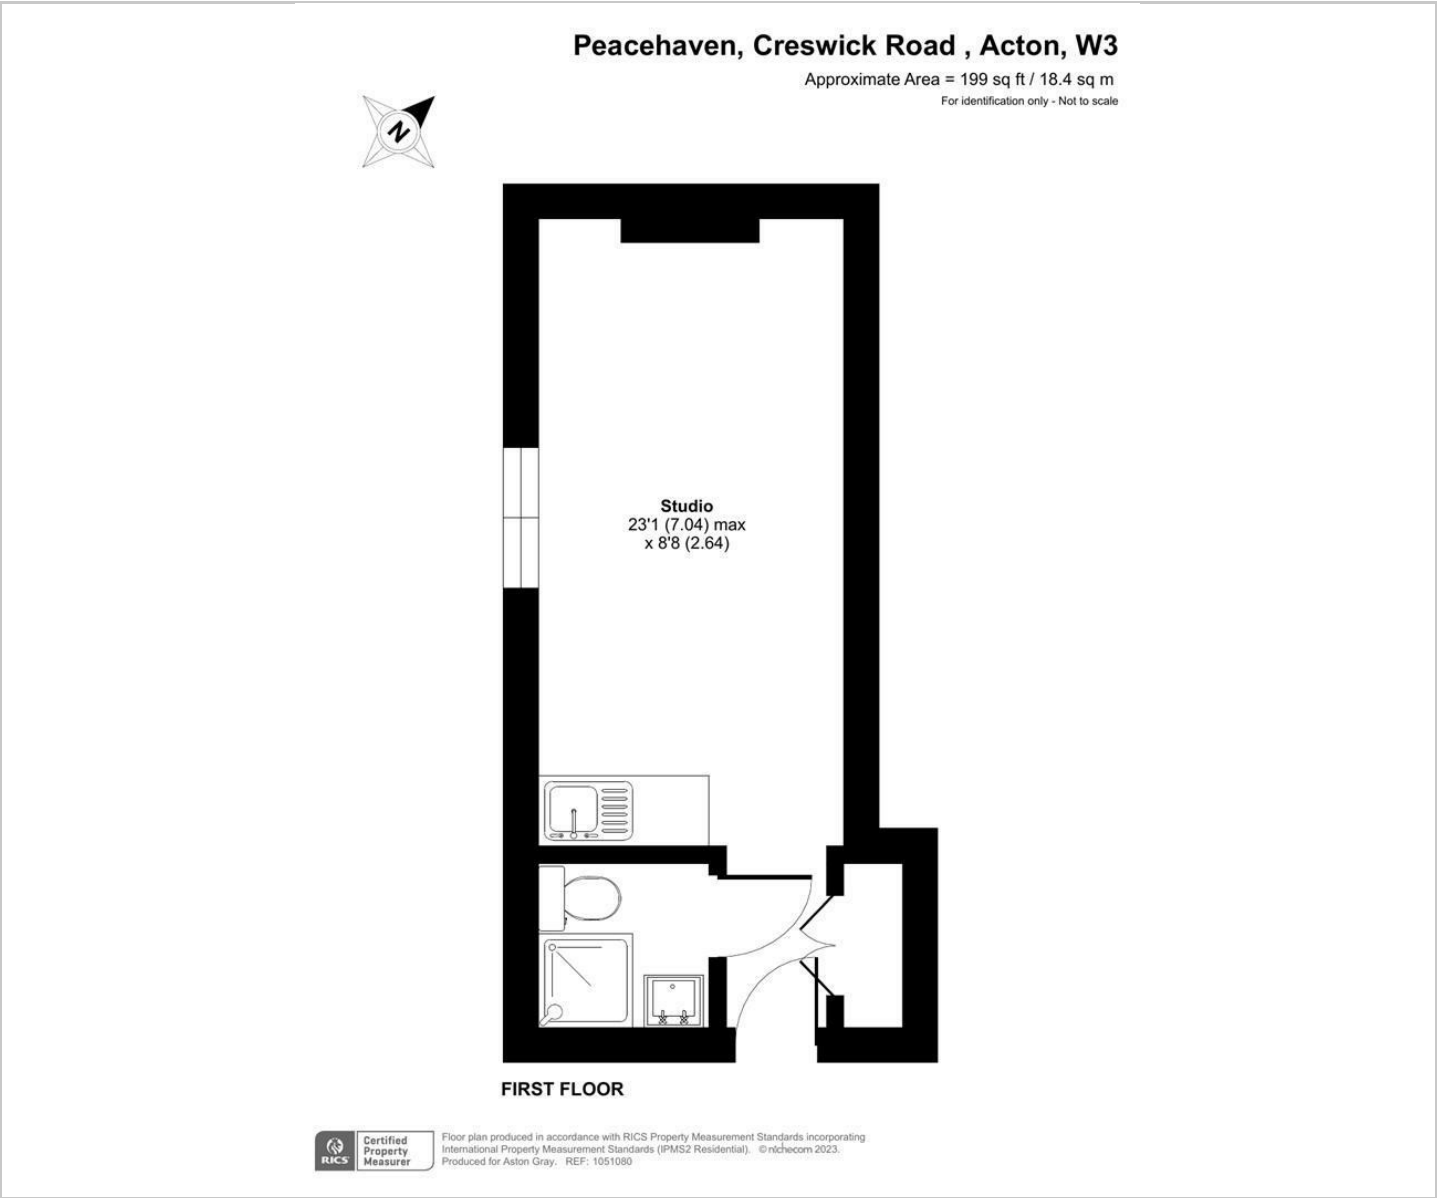 Peacehaven, Creswick Road , Acton, W3
Approximate Area = 199 sq ft / 18.4 sq m
For identification only - Not to scale
N
Studio
23'1 (7.04) max
x 8'8 (2.64)
FIRST FLOOR
RICS
Certified
Property
Measurer
Floor plan produced in accordance with RICS Property Measurement Standards incorporating
International Property Measurement Standards (IPMS2 Residential). © nichecom 2023.
Produced for Aston Gray. REF: 1051080